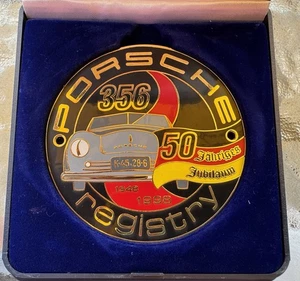 PORSCHE
356
50
Jähriges
Jubiläum
1948
1998
registry